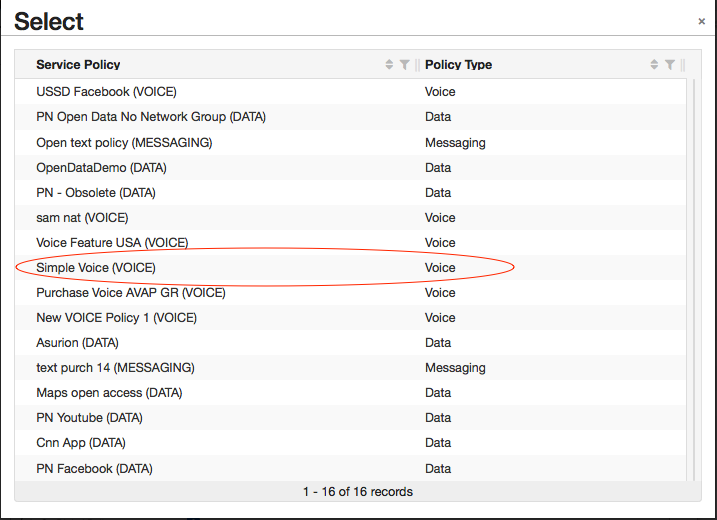 Select ×
Service Policy Policy Type
USSD Facebook (VOICE) Voice
PN Open Data No Network Group (DATA) Data
Open text policy (MESSAGING) Messaging
OpenDataDemo (DATA) Data
PN - Obsolete (DATA) Data
sam nat (VOICE) Voice
Voice Feature USA (VOICE) Voice
Simple Voice (VOICE) Voice
Purchase Voice AVAP GR (VOICE) Voice
New VOICE Policy 1 (VOICE) Voice
Asurion (DATA) Data
text purch 14 (MESSAGING) Messaging
Maps open access (DATA) Data
PN Youtube (DATA) Data
Cnn App (DATA) Data
PN Facebook (DATA) Data
1 - 16 of 16 records